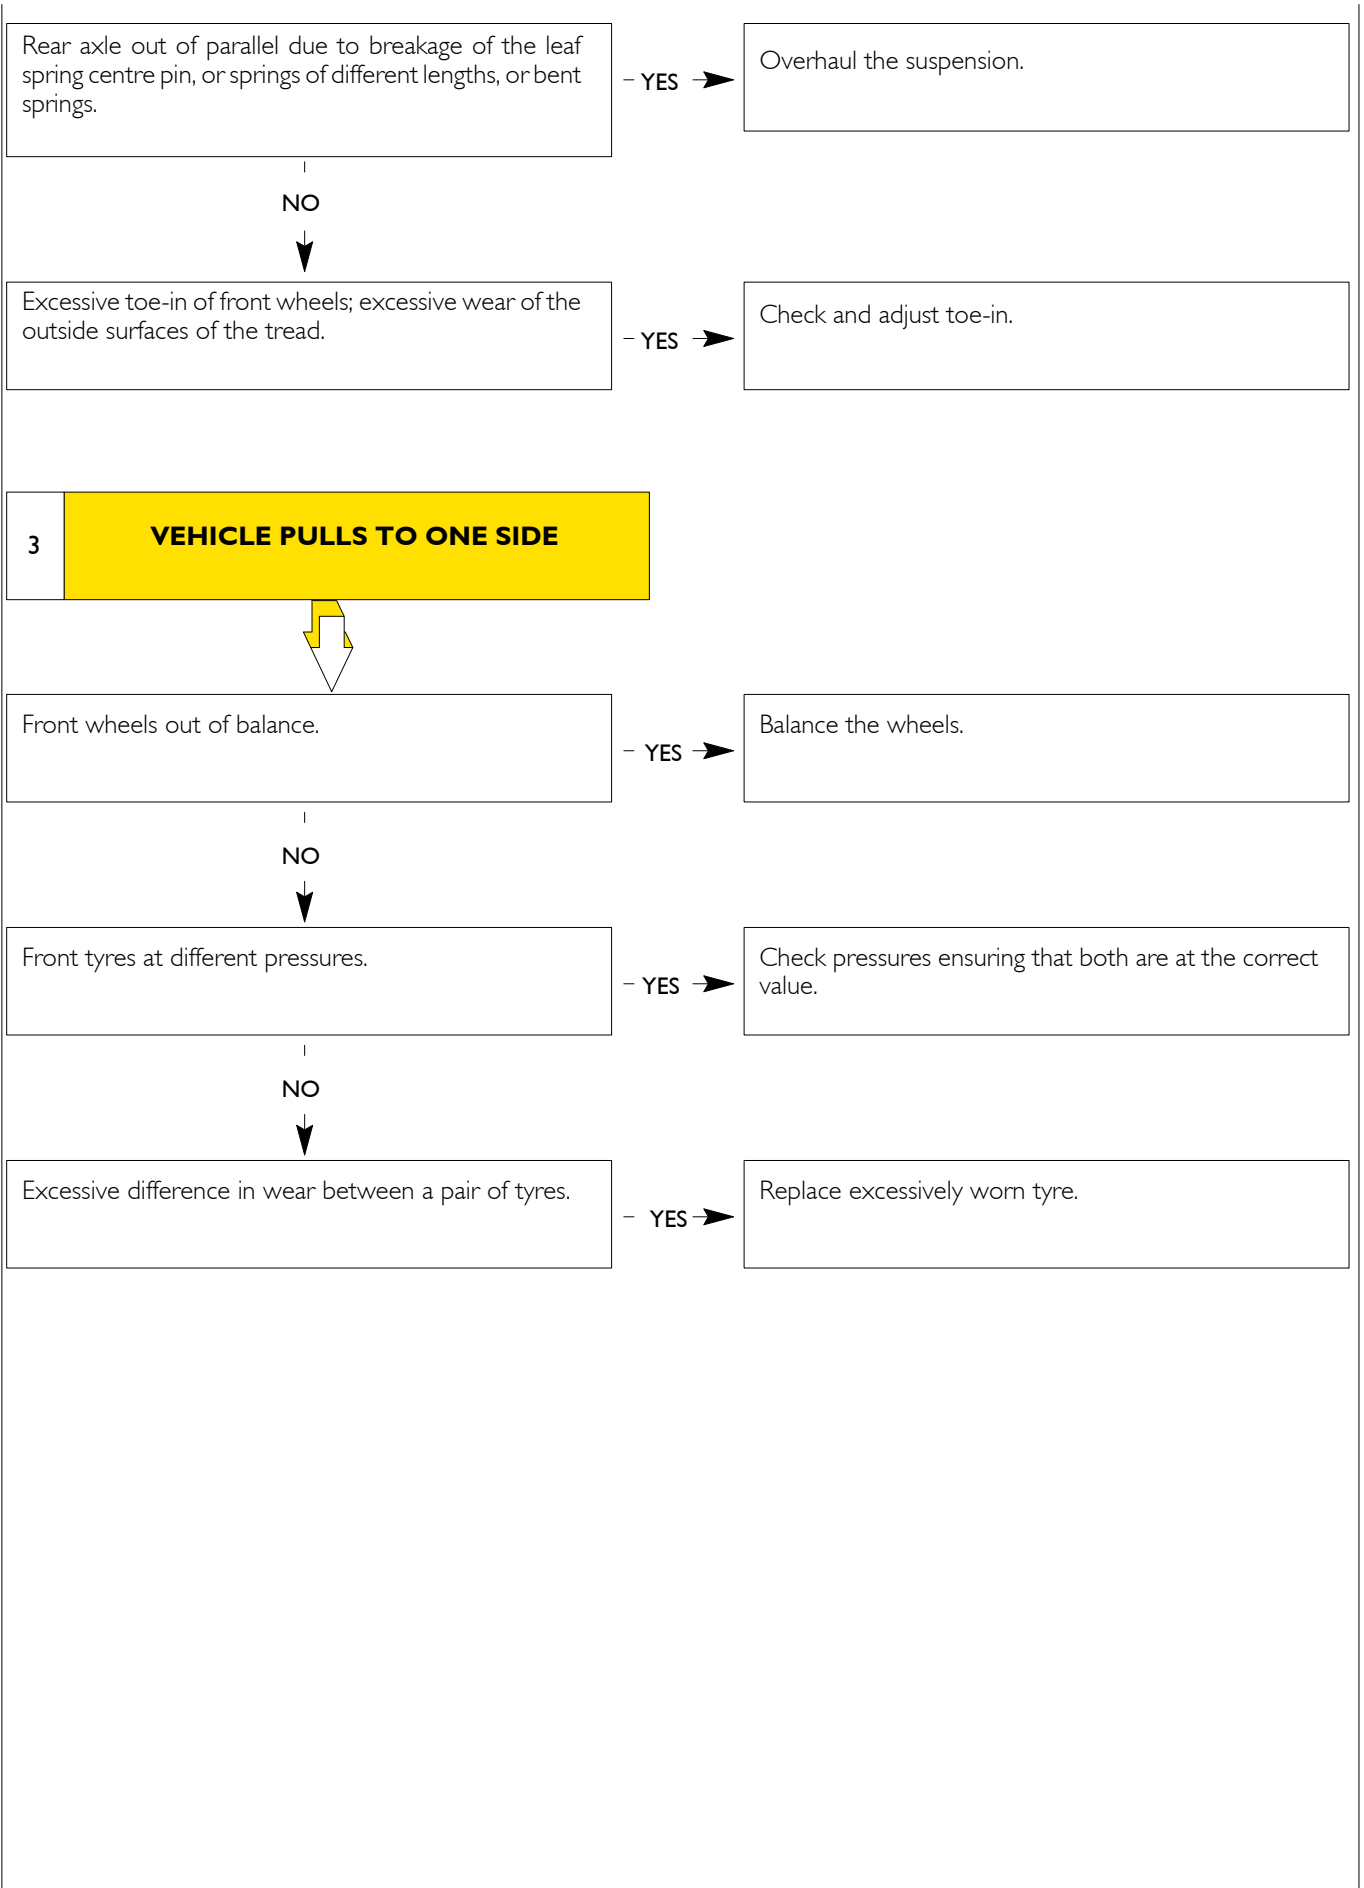 Rear axle out of parallel due to breakage of the leaf
spring centre pin, or springs of different lengths, or bent
springs.
YES
Overhaul the suspension.
NO
Excessive toe-in of front wheels; excessive wear of the
outside surfaces of the tread.
YES
Check and adjust toe-in.
3
VEHICLE PULLS TO ONE SIDE
Front wheels out of balance.
YES
Balance the wheels.
NO
Front tyres at different pressures.
YES
Check pressures ensuring that both are at the correct
value.
NO
Excessive difference in wear between a pair of tyres.
YES
Replace excessively worn tyre.